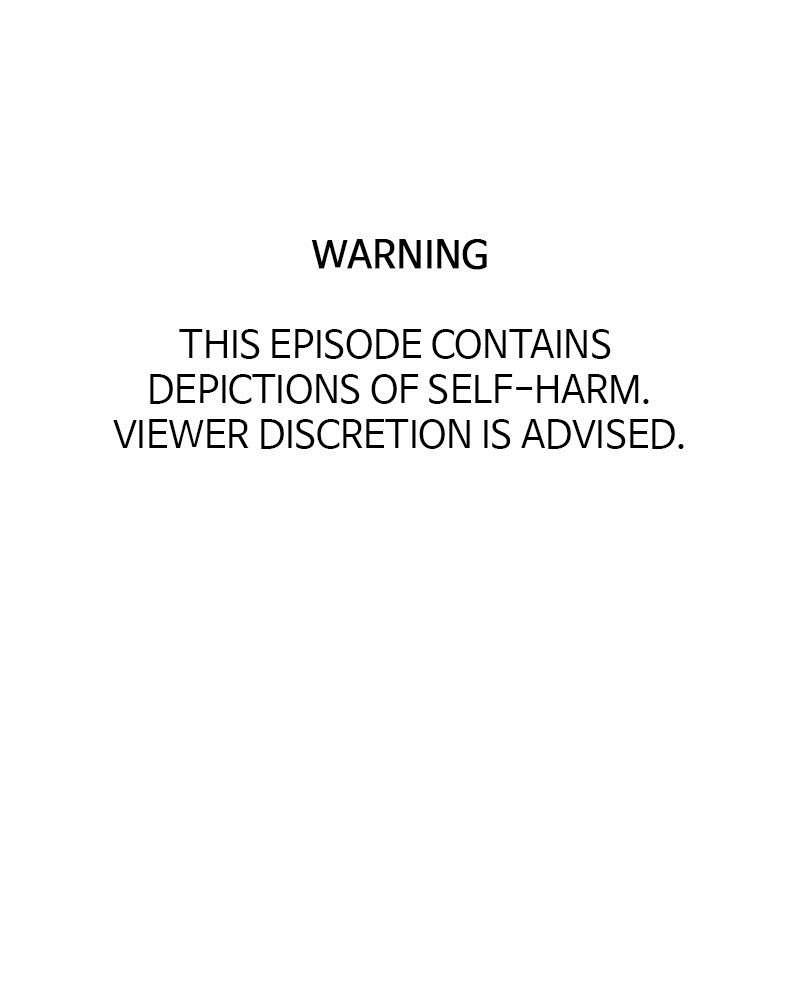 WARNING
THIS EPISODE CONTAINS
DEPICTIONS OF SELF-HARM.
VIEWER DISCRETION IS ADVISED.